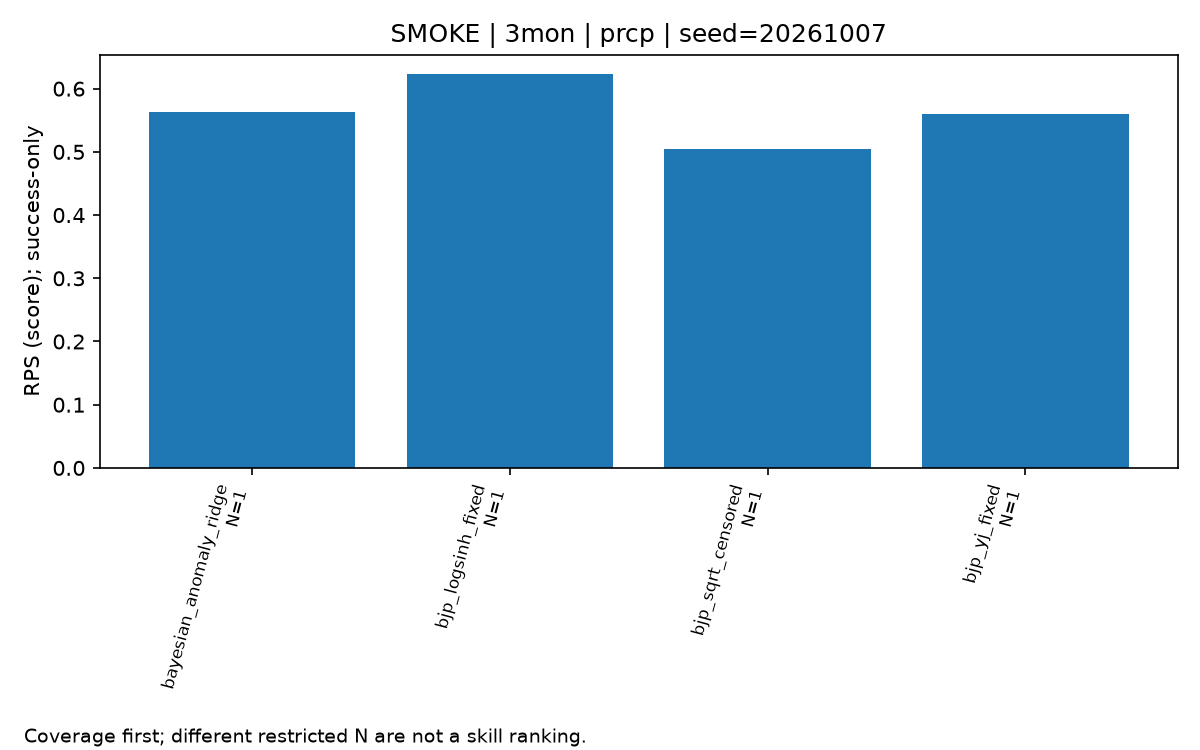 SMOKE | 3mon | prcp | seed=20261007
RPS (score); success-only
0.6
0.5
0.4
0.3
0.2
0.1
0.0
bayesian_anomaly_ridge
N=1
bjp_logsinh_fixed
N=1
bjp_sqrt_censored
N=1
bjp_yj_fixed
N=1
Coverage first; different restricted N are not a skill ranking.